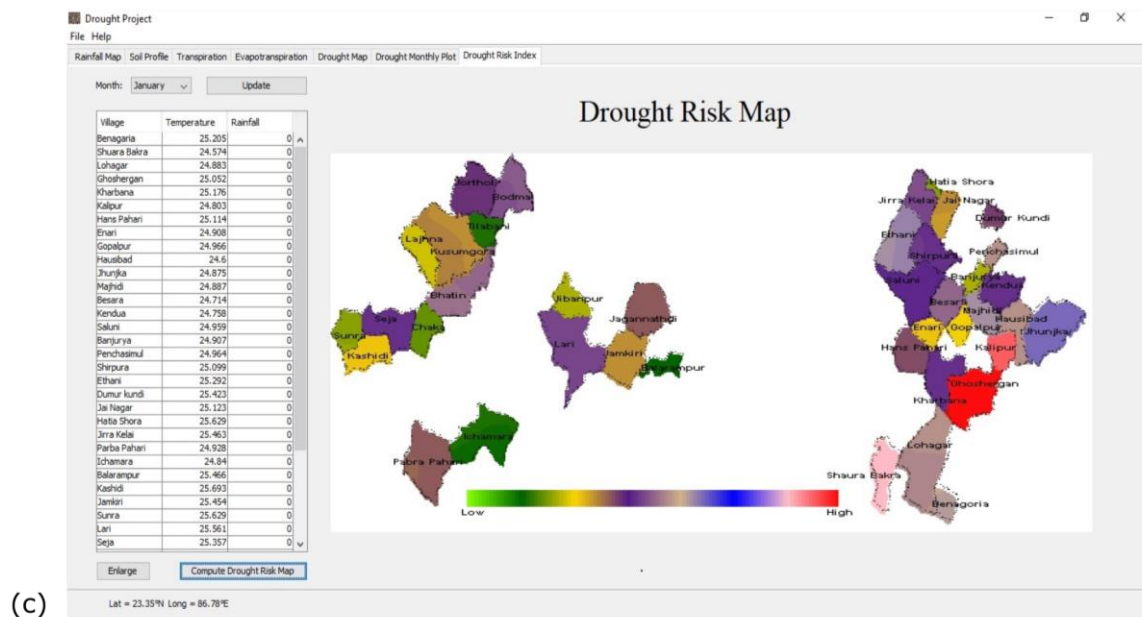 Drought Project
File Help
Rainfall Map Soil Profile Transpiration Evapotranspiration Drought Map Drought Monthly Plot Drought Risk Index
Month: January Update
Village Temperature Rainfall
Benagaria 25.205 0
Shuara Bakra 24.574 0
Lohagar 24.883 0
Ghoshergan 25.052 0
Kharbana 25.176 0
Kalipur 24.803 0
Hans Pahari 25.114 0
Enari 24.908 0
Gopalpur 24.966 0
Hausibad 24.6 0
Jhunjka 24.875 0
Majhidi 24.887 0
Besara 24.714 0
Kendua 24.758 0
Saluni 24.959 0
Banjurya 24.907 0
Penchasimul 24.964 0
Shirpura 25.099 0
Ethani 25.292 0
Dumur kundi 25.423 0
Jai Nagar 25.123 0
Hatia Shora 25.629 0
Jirra Kelai 25.463 0
Parba Pahari 24.928 0
Ichamara 24.84 0
Balarampur 25.466 0
Kashidi 25.693 0
Jamkiri 25.454 0
Sunra 25.629 0
Lari 25.561 0
Seja 25.357 0
Enlarge Compute Drought Risk Map
Drought Risk Map
Bodma
Lajhna
Kusumgara
Bhatin
Seja
Chaka
Sunra
Kashidi
Jibanpur
Jagannathdi
Lari
Jamkiri
Balarampur
Ichamara
Pabra Pahari
Low High
Hatia Shora
Jirra Kelai Jai Nagar
Dumur Kundi
Ethani
Shirpura
Penchasimul
Saluni
Banjurya
Kendua
Besara
Majhidi
Hausibad
Enari Gopalpur
Jhunjka
Hans Pahari
Kalipur
Ghoshergan
Kharbana
Lohagar
Shaura Bakra
Benagoria
(c)
Lat = 23.35°N Long = 86.78°E